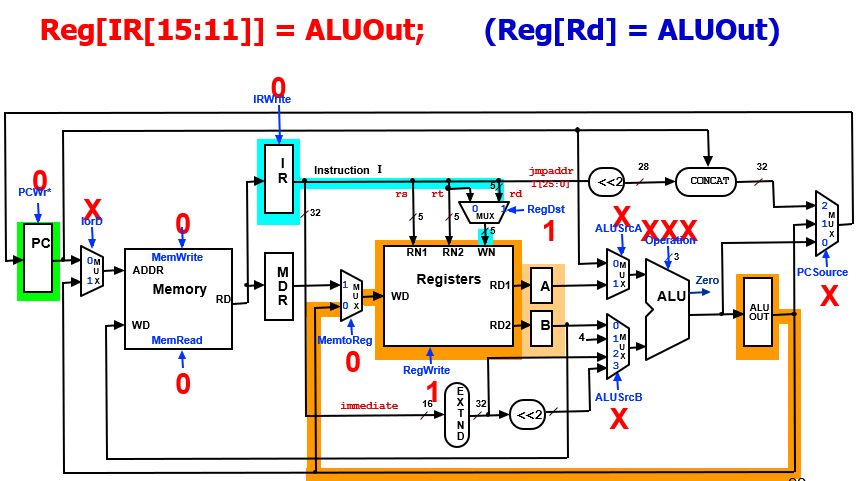 Reg[IR[15:11]] = ALUOut; (Reg[Rd] = ALUOut)
0
IRWrite
I
R
Instruction I
32
rs
rt
rd
5
jmpaddr
I[25:0]
<<2
28
CONCAT
32
0
PCWr*
PC
X
IorD
0
1
M
U
X
0
MemWrite
ADDR
Memory
RD
WD
MemRead
0
M
D
R
1
0
M
U
X
MemtoReg
0
5
5
0 1
MUX
RegDst
1
5
RN1 RN2 WN
Registers
WD
RD1
RD2
RegWrite
1
A
B
4
X
ALUSrcA
0
1
M
U
X
0
1
2
3
M
U
X
ALUSrcB
X
XXX
Operation
3
ALU
Zero
ALU
OUT
2
1
0
M
U
X
PCSource
X
immediate
16
E
X
T
N
D
32
<<2